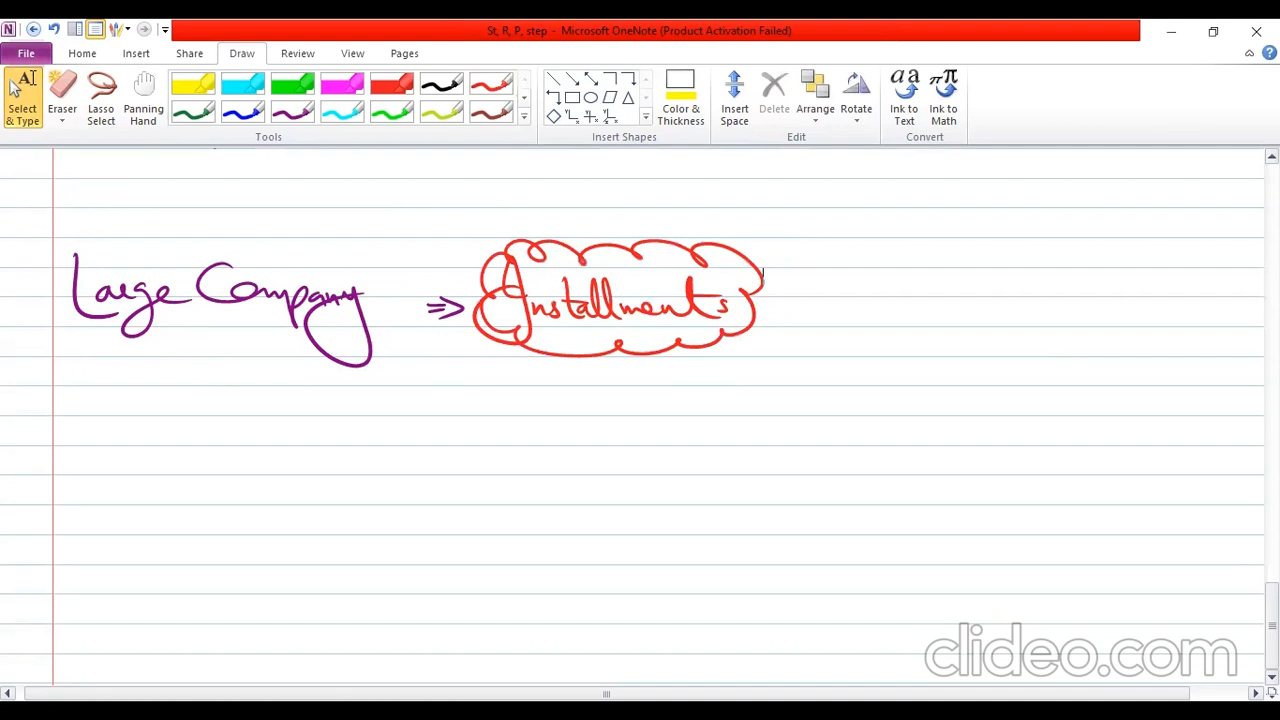 St, R, P, step - Microsoft OneNote (Product Activation Failed)
File Home Insert Share Draw Review View Pages
Select & Type
Eraser
Lasso Select
Panning Hand
Color & Thickness
Insert Space
Delete
Arrange
Rotate
Ink to Text
Ink to Math
Tools Insert Shapes Edit Convert
Large Company ⇒ Installments
clideo.com